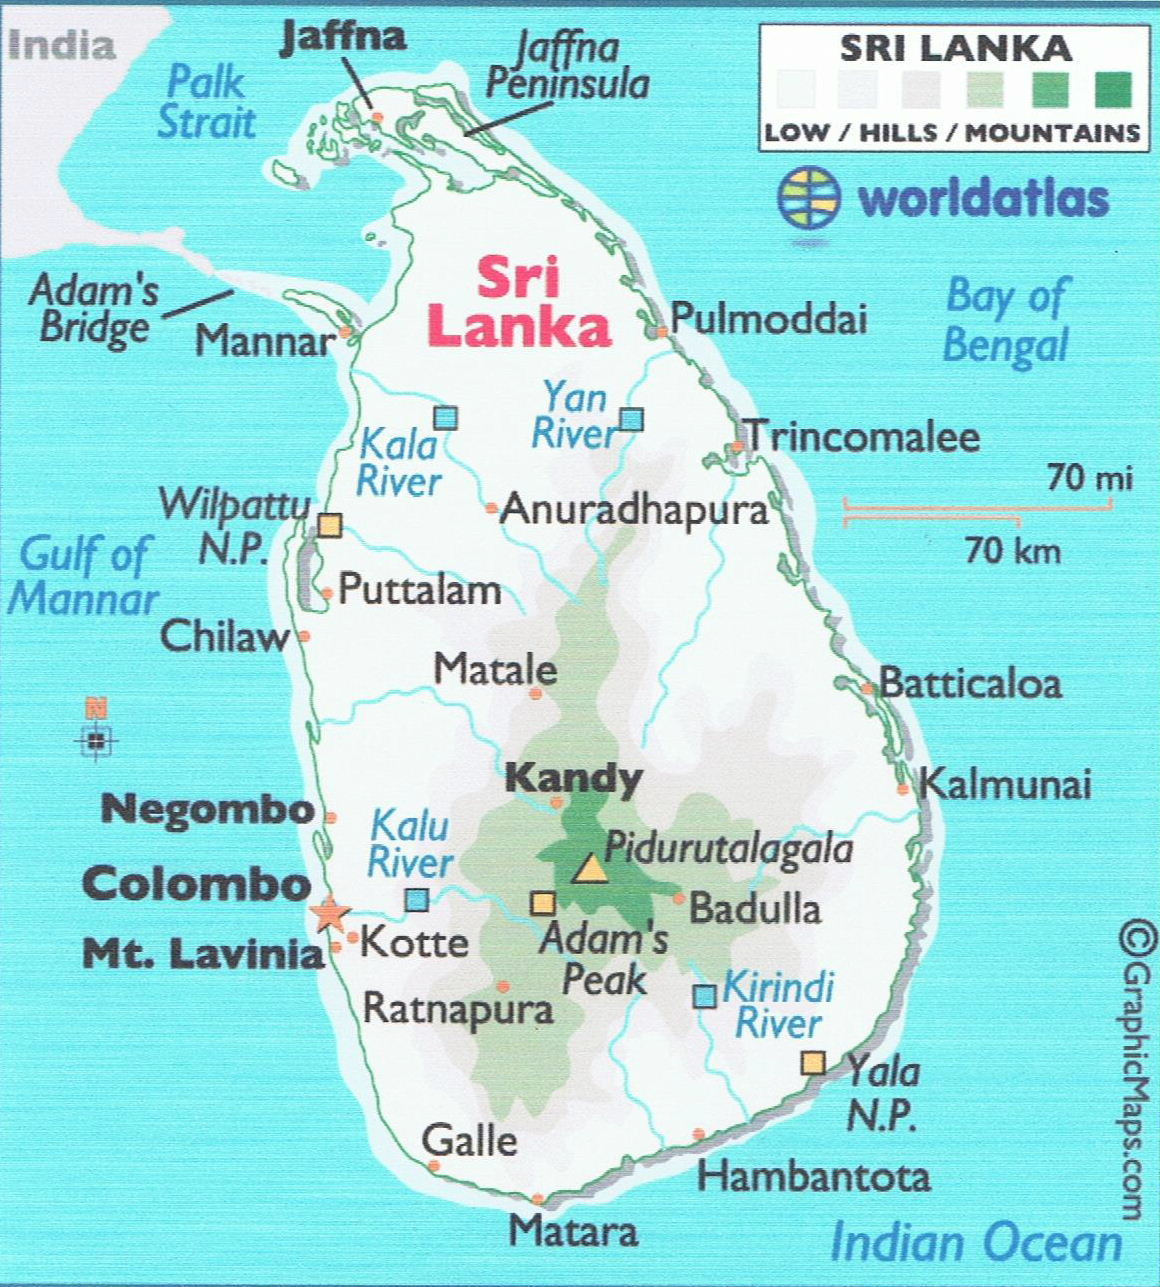 India
Jaffna
Jaffna
Peninsula
Palk
Strait
SRI LANKA
LOW / HILLS / MOUNTAINS
worldatlas
Adam's
Bridge
Mannar
Sri
Lanka
Pulmoddai
Bay of
Bengal
Yan
River
Kala
River
Trincomalee
70 mi
70 km
Wilpattu
N.P.
Anuradhapura
Gulf of
Mannar
Puttalam
Chilaw
Matale
Batticaloa
N
Kandy
Kalmunai
Negombo
Kalu
River
Pidurutalagala
Colombo
Badulla
Mt. Lavinia
Kotte
Adam's
Peak
Ratnapura
Kirindi
River
Yala
N.P.
Galle
Hambantota
Matara
Indian Ocean
©GraphicMaps.com